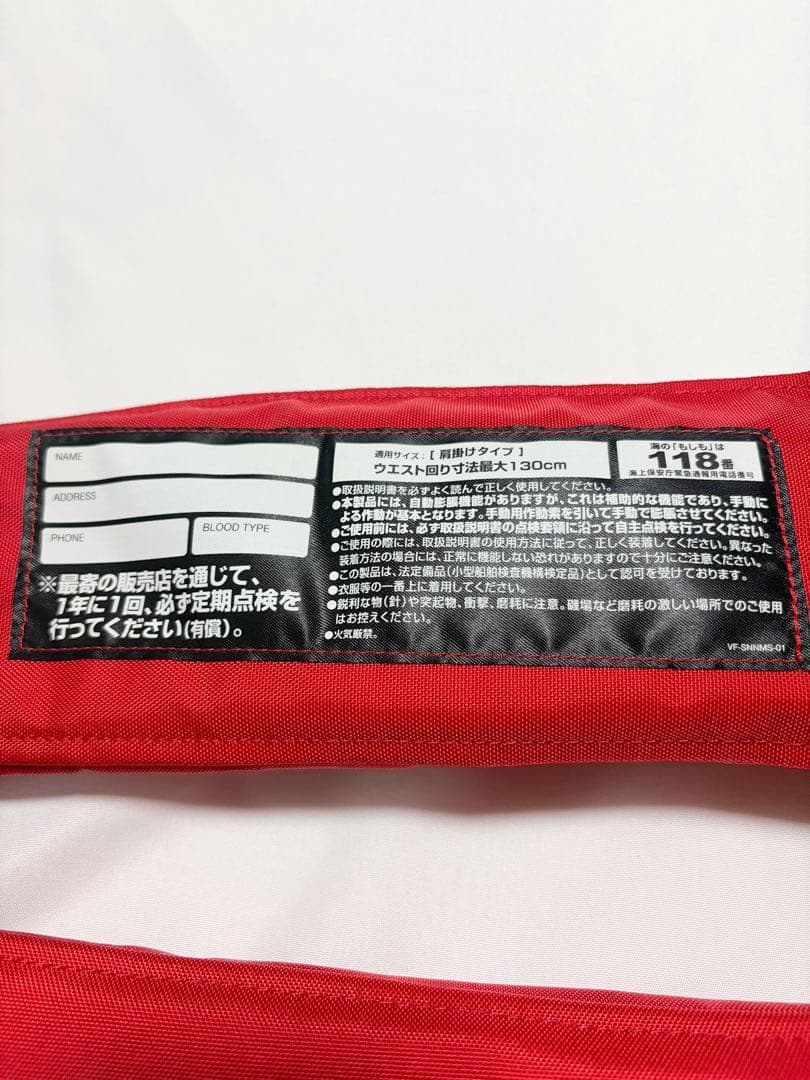 NAME
ADDRESS
PHONE
BLOOD TYPE
※最寄の販売店を通じて、
1年に1回、必ず定期点検を
行ってください(有償)。
適用サイズ:[ 肩掛けタイプ ]
ウエスト回り寸法最大130cm
海の「もしも」は
118番
海上保安庁緊急通報用電話番号
●取扱説明書を必ずよく読んで正しく使用してください。
●本製品には、自動膨脹機能がありますが、これは補助的な機能であり、手動に
よる作動が基本となります。手動用作動索を引いて手動で膨脹させてください。
●ご使用前には、必ず取扱説明書の点検要領に沿って自主点検を行ってください。
●ご使用の際には、取扱説明書の使用方法に従って、正しく装着してください。異なった
装着方法の場合には、正常に機能しない恐れがありますので十分にご注意ください。
●この製品は、法定備品(小型船舶検査機構検定品)として認可を受けております。
●衣服等の一番上に着用してください。
●鋭利な物(針)や突起物、衝撃、磨耗に注意。磯場など磨耗の激しい場所でのご使用
はお控えください。
●火気厳禁。
VF-SNNMS-01